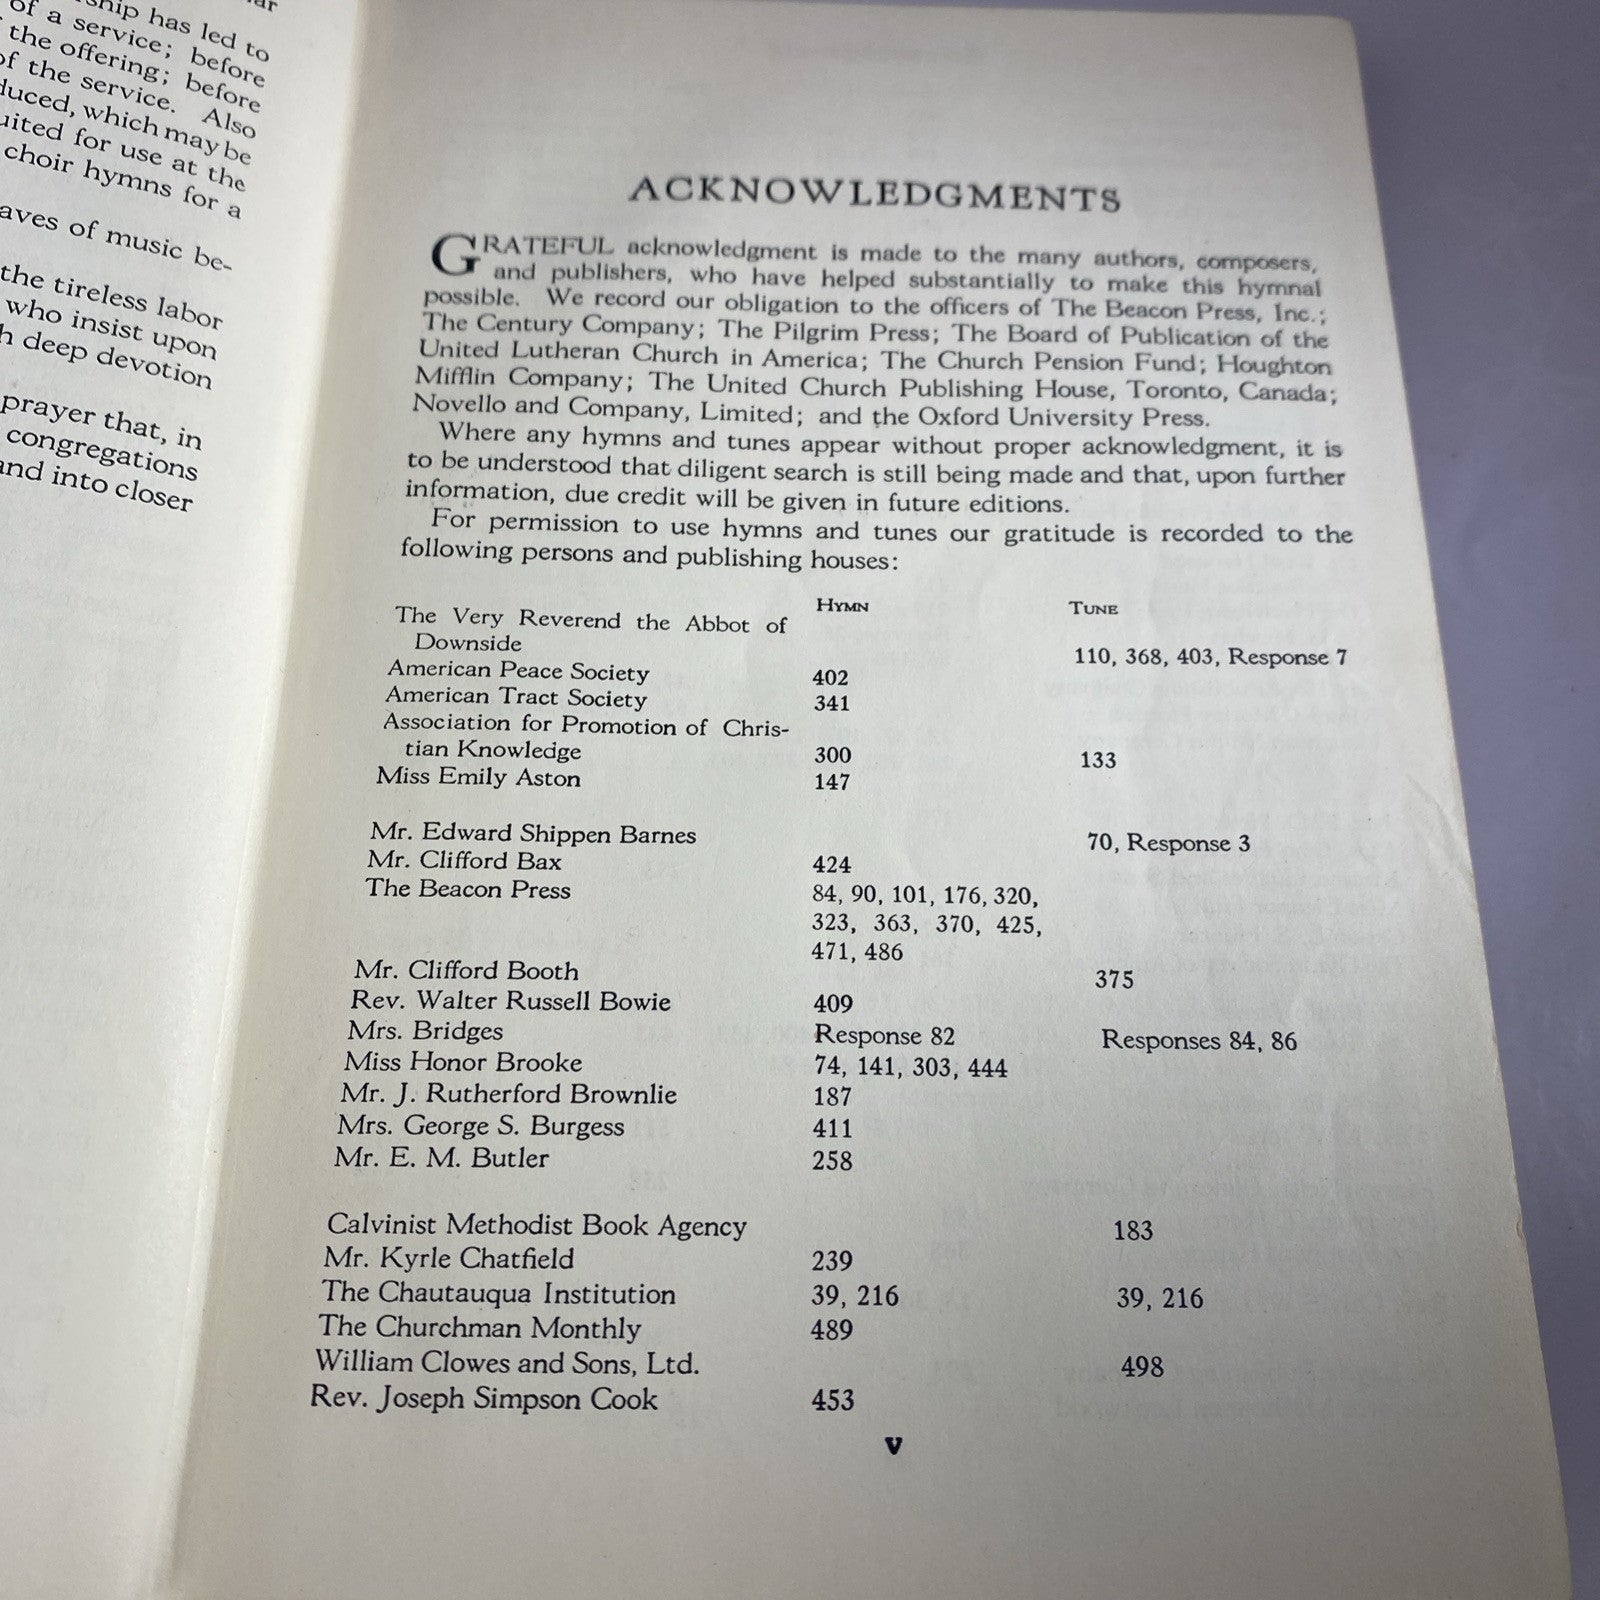 ship has led to
of a service; before
the offering; before
of the service. Also
duced, which may be
uited for use at the
choir hymns for a
aves of music be-
the tireless labor
who insist upon
h deep devotion
prayer that, in
congregations
and into closer
ACKNOWLEDGMENTS
GRATEFUL acknowledgment is made to the many authors, composers,
and publishers, who have helped substantially to make this hymnal
possible. We record our obligation to the officers of The Beacon Press, Inc.;
The Century Company; The Pilgrim Press; The Board of Publication of the
United Lutheran Church in America; The Church Pension Fund; Houghton
Mifflin Company; The United Church Publishing House, Toronto, Canada;
Novello and Company, Limited; and the Oxford University Press.
Where any hymns and tunes appear without proper acknowledgment, it is
to be understood that diligent search is still being made and that, upon further
information, due credit will be given in future editions.
For permission to use hymns and tunes our gratitude is recorded to the
following persons and publishing houses:
HYMN TUNE
The Very Reverend the Abbot of
Downside 110, 368, 403, Response 7
American Peace Society 402
American Tract Society 341
Association for Promotion of Chris-
tian Knowledge 300 133
Miss Emily Aston 147
Mr. Edward Shippen Barnes 70, Response 3
Mr. Clifford Bax 424
The Beacon Press 84, 90, 101, 176, 320,
323, 363, 370, 425,
471, 486
Mr. Clifford Booth 375
Rev. Walter Russell Bowie 409
Mrs. Bridges Response 82 Responses 84, 86
Miss Honor Brooke 74, 141, 303, 444
Mr. J. Rutherford Brownlie 187
Mrs. George S. Burgess 411
Mr. E. M. Butler 258
Calvinist Methodist Book Agency 183
Mr. Kyrle Chatfield 239
The Chautauqua Institution 39, 216 39, 216
The Churchman Monthly 489
William Clowes and Sons, Ltd. 498
Rev. Joseph Simpson Cook 453
v